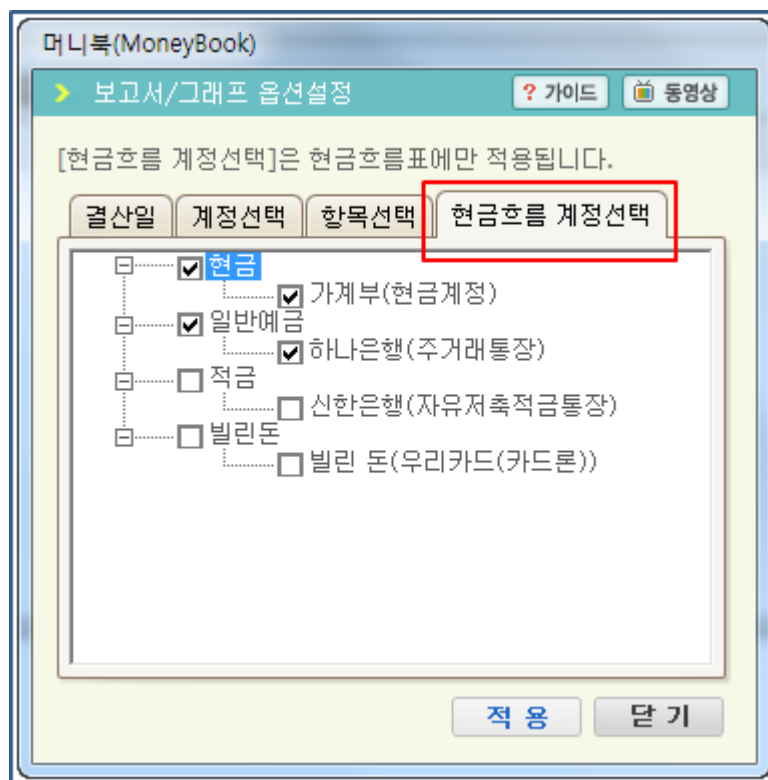 머니북(MoneyBook)
보고서/그래프 옵션설정
? 가이드
동영상
[현금흐름 계정선택]은 현금흐름표에만 적용됩니다.
결산일 계정선택 항목선택 현금흐름 계정선택
현금
가계부(현금계정)
일반예금
하나은행(주거래통장)
적금
신한은행(자유저축적금통장)
빌린돈
빌린 돈(우리카드(카드론))
적 용 닫 기